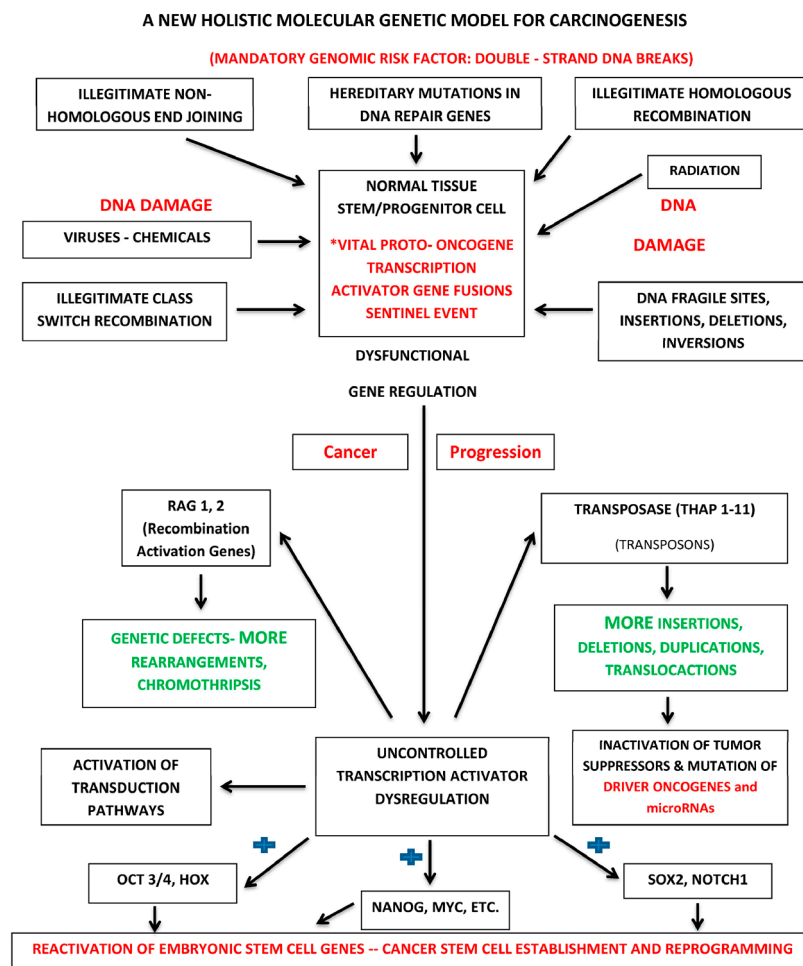 A NEW HOLISTIC MOLECULAR GENETIC MODEL FOR CARCINOGENESIS
(MANDATORY GENOMIC RISK FACTOR: DOUBLE - STRAND DNA BREAKS)
ILLEGITIMATE NON-
HOMOLOGOUS END JOINING
HEREDITARY MUTATIONS IN
DNA REPAIR GENES
ILLEGITIMATE HOMOLOGOUS
RECOMBINATION
NORMAL TISSUE
STEM/PROGENITOR CELL
*VITAL PROTO- ONCOGENE
TRANSCRIPTION
ACTIVATOR GENE FUSIONS
SENTINEL EVENT
RADIATION
DNA DAMAGE
VIRUSES - CHEMICALS
DNA
DAMAGE
ILLEGITIMATE CLASS
SWITCH RECOMBINATION
DNA FRAGILE SITES,
INSERTIONS, DELETIONS,
INVERSIONS
DYSFUNCTIONAL
GENE REGULATION
Cancer
Progression
RAG 1, 2
(Recombination
Activation Genes)
TRANSPOSASE (THAP 1-11)
(TRANSPOSONS)
GENETIC DEFECTS- MORE
REARRANGEMENTS,
CHROMOTHRIPSIS
MORE INSERTIONS,
DELETIONS, DUPLICATIONS,
TRANSLOCACTIONS
ACTIVATION OF
TRANSDUCTION
PATHWAYS
UNCONTROLLED
TRANSCRIPTION ACTIVATOR
DYSREGULATION
INACTIVATION OF TUMOR
SUPPRESSORS & MUTATION OF
DRIVER ONCOGENES and
microRNAs
OCT 3/4, HOX
NANOG, MYC, ETC.
SOX2, NOTCH1
REACTIVATION OF EMBRYONIC STEM CELL GENES -- CANCER STEM CELL ESTABLISHMENT AND REPROGRAMMING